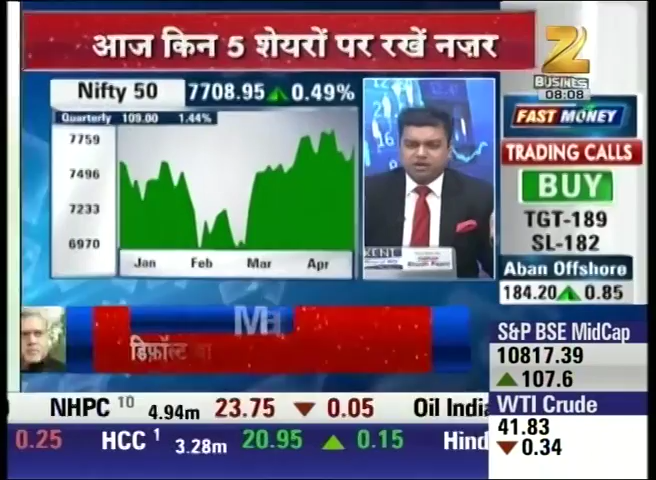 आज किन 5 शेयरों पर रखें नज़र
Z
BUSINESS
08:08
Nifty 50 7708.95 ▲ 0.49%
Quarterly 109.00 1.44%
7759
7496
7233
6970
Jan Feb Mar Apr
KENT
FAST MONEY
TRADING CALLS
BUY
TGT-189
SL-182
Aban Offshore
184.20 ▲ 0.85
डिफ़ॉल्ट
S&P BSE MidCap
10817.39
▲ 107.6
WTI Crude
41.83
▼ 0.34
NHPC 10 4.94m 23.75 ▼ 0.05 Oil Indi
0.25 HCC 1 3.28m 20.95 ▲ 0.15 Hind